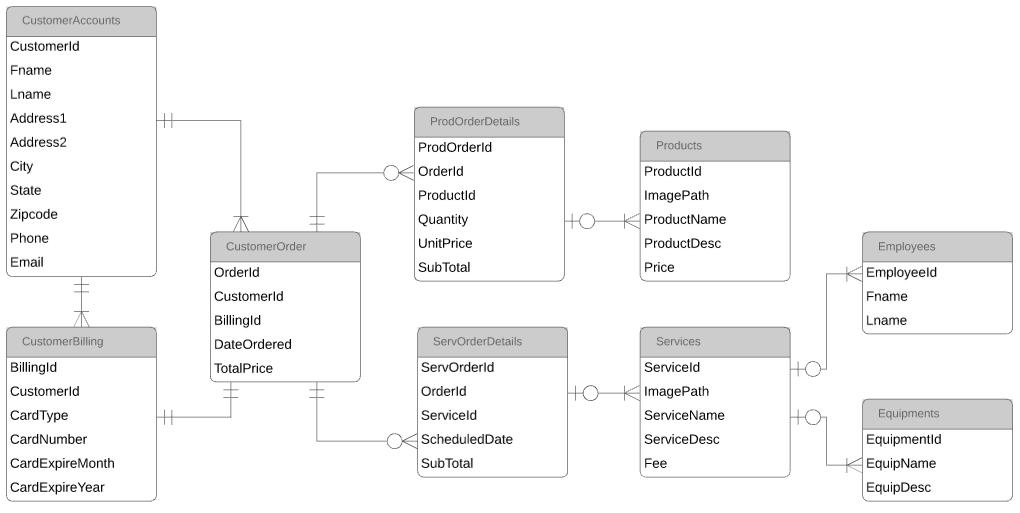 CustomerAccounts
CustomerId
Fname
Lname
Address1
Address2
City
State
Zipcode
Phone
Email
CustomerBilling
BillingId
CustomerId
CardType
CardNumber
CardExpireMonth
CardExpireYear
CustomerOrder
OrderId
CustomerId
BillingId
DateOrdered
TotalPrice
ProdOrderDetails
ProdOrderId
OrderId
ProductId
Quantity
UnitPrice
SubTotal
ServOrderDetails
ServOrderId
OrderId
ServiceId
ScheduledDate
SubTotal
Products
ProductId
ImagePath
ProductName
ProductDesc
Price
Services
ServiceId
ImagePath
ServiceName
ServiceDesc
Fee
Employees
EmployeeId
Fname
Lname
Equipments
EquipmentId
EquipName
EquipDesc